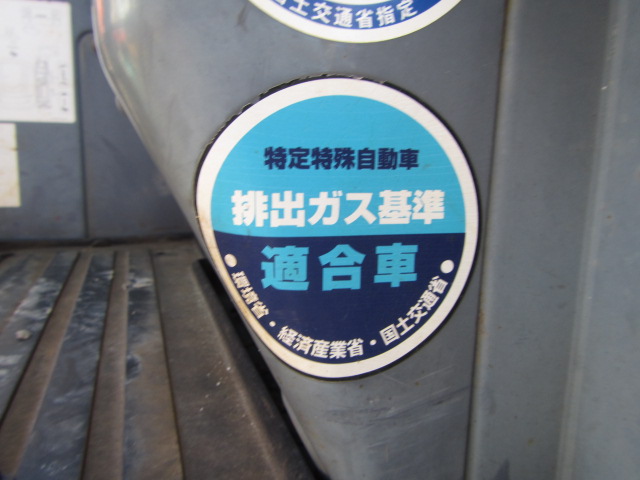 国土交通省指定
特定特殊自動車
排出ガス基準
適合車
・環境省・経済産業省・国土交通省・